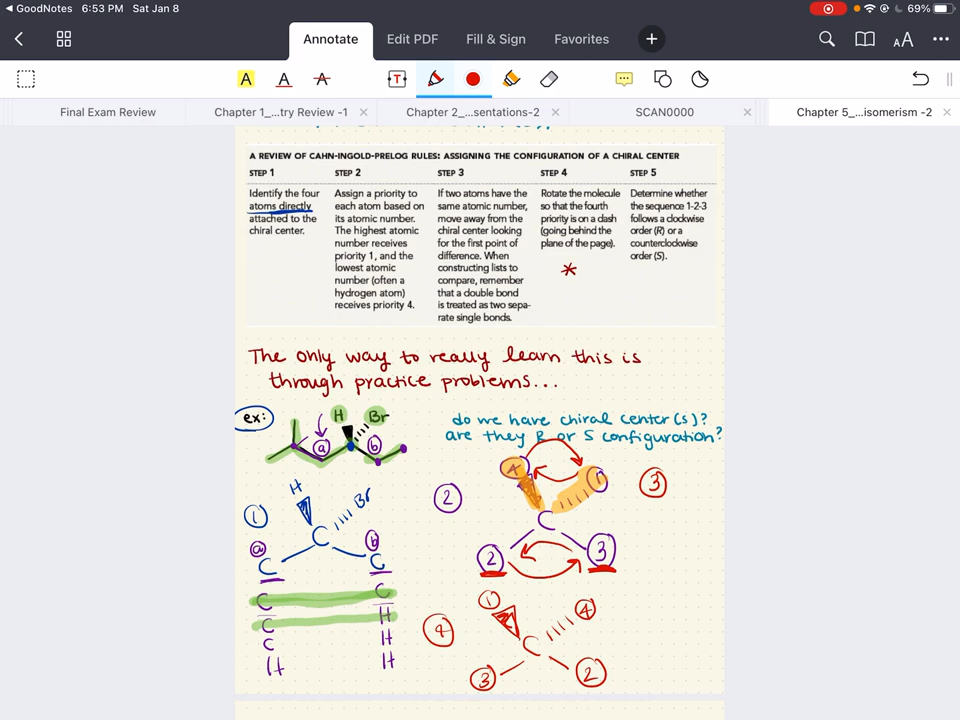 GoodNotes 6:53 PM Sat Jan 8 69%
Annotate Edit PDF Fill & Sign Favorites
A A A T AA
Final Exam Review Chapter 1_...try Review -1 Chapter 2_...sentations-2 SCAN0000 Chapter 5_...isomerism -2
A REVIEW OF CAHN-INGOLD-PRELOG RULES: ASSIGNING THE CONFIGURATION OF A CHIRAL CENTER
STEP 1
Identify the four
atoms directly
attached to the
chiral center.
STEP 2
Assign a priority to
each atom based on
its atomic number.
The highest atomic
number receives
priority 1, and the
lowest atomic
number (often a
hydrogen atom)
receives priority 4.
STEP 3
If two atoms have the
same atomic number,
move away from the
chiral center looking
for the first point of
difference. When
constructing lists to
compare, remember
that a double bond
is treated as two sepa-
rate single bonds.
STEP 4
Rotate the molecule
so that the fourth
priority is on a dash
(going behind the
plane of the page).
*
STEP 5
Determine whether
the sequence 1-2-3
follows a clockwise
order (R) or a
counterclockwise
order (S).
The only way to really learn this is
through practice problems...
ex:
H Br
a b
do we have chiral center(s)?
are they R or S configuration?
1
H Br
C
a b
C C
C C
C H
C H
H H
2
4 1
C
2 3
3
4
1 4
C
3 2